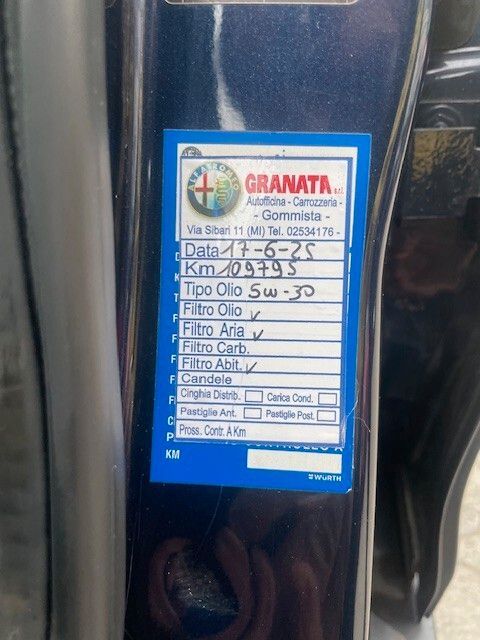 ALFA ROMEO
GRANATA s.r.l.
Autofficina - Carrozzeria -
- Gommista -
Via Sibari 11 (MI) Tel. 02534176 -
Data 17-6-25
Km 109795
Tipo Olio 5w-30
Filtro Olio ✓
Filtro Aria ✓
Filtro Carb.
Filtro Abit. ✓
Candele
Cinghia Distrib. Carica Cond.
Pastiglie Ant. Pastiglie Post.
Pross. Contr. A Km
KM
WÜRTH